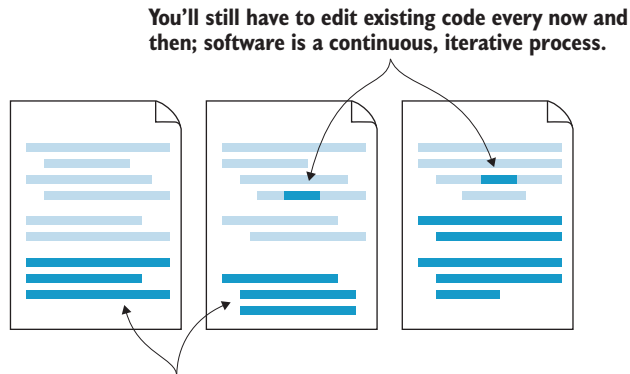 You’ll still have to edit existing code every now and
then; software is a continuous, iterative process.